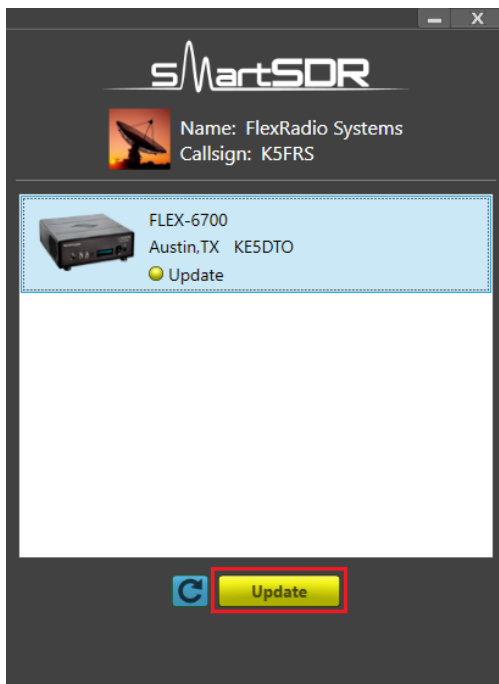 X
smartSDR
Name: FlexRadio Systems
Callsign: K5FRS
FLEX-6700
Austin,TX KE5DTO
Update
Update